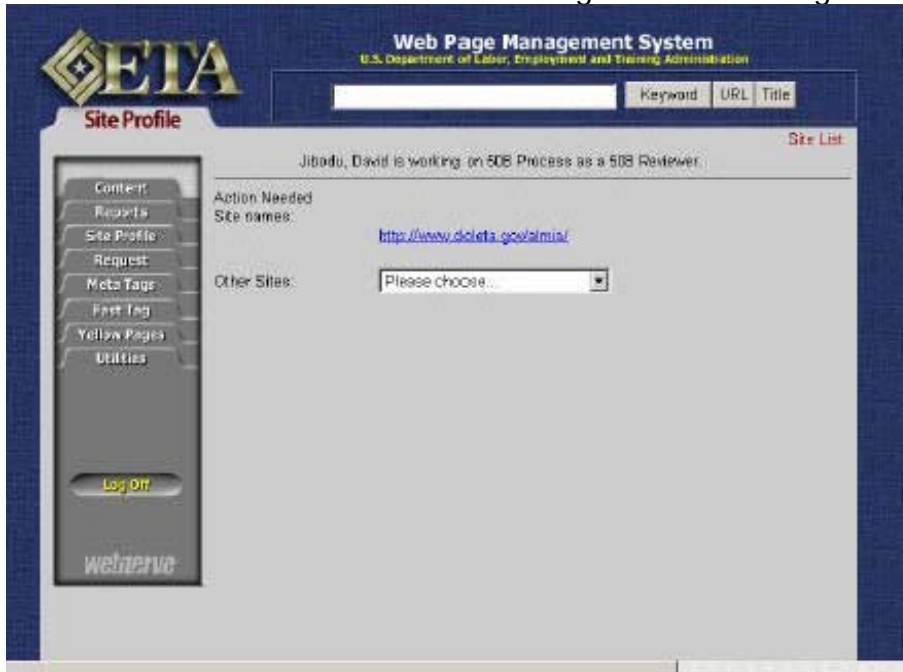 ETA
Web Page Management System
U.S. Department of Labor, Employment and Training Administration
Keyword URL Title
Site Profile
Site List
Jibodu, David is working on 508 Process as a 508 Reviewer.
Content
Reports
Site Profile
Request
Meta Tags
Fast Tag
Yellow Pages
Utilities
Log Off
webnerve
Action Needed
Site names:
http://www.doleta.gov/almis/
Other Sites: Please choose...